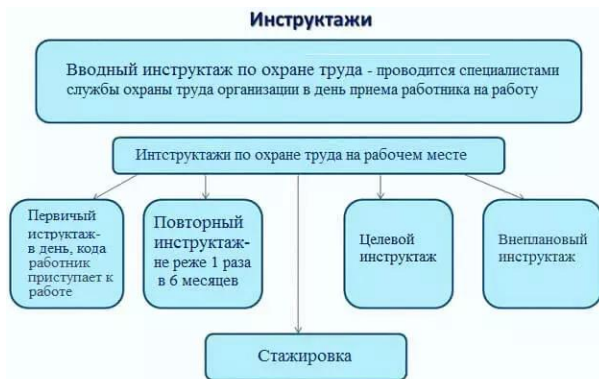 Инструктажи
Вводный инструктаж по охране труда - проводится специалистами
службы охраны труда организации в день приема работника на работу
Интструктажи по охране труда на рабочем месте
Первичый
иструктаж-
в день, кода
работник
приступает к
работе
Повторный
инструктаж-
не реже 1 раза
в 6 месяцев
Целевой
инструктаж
Внеплановый
инструктаж
Стажировка